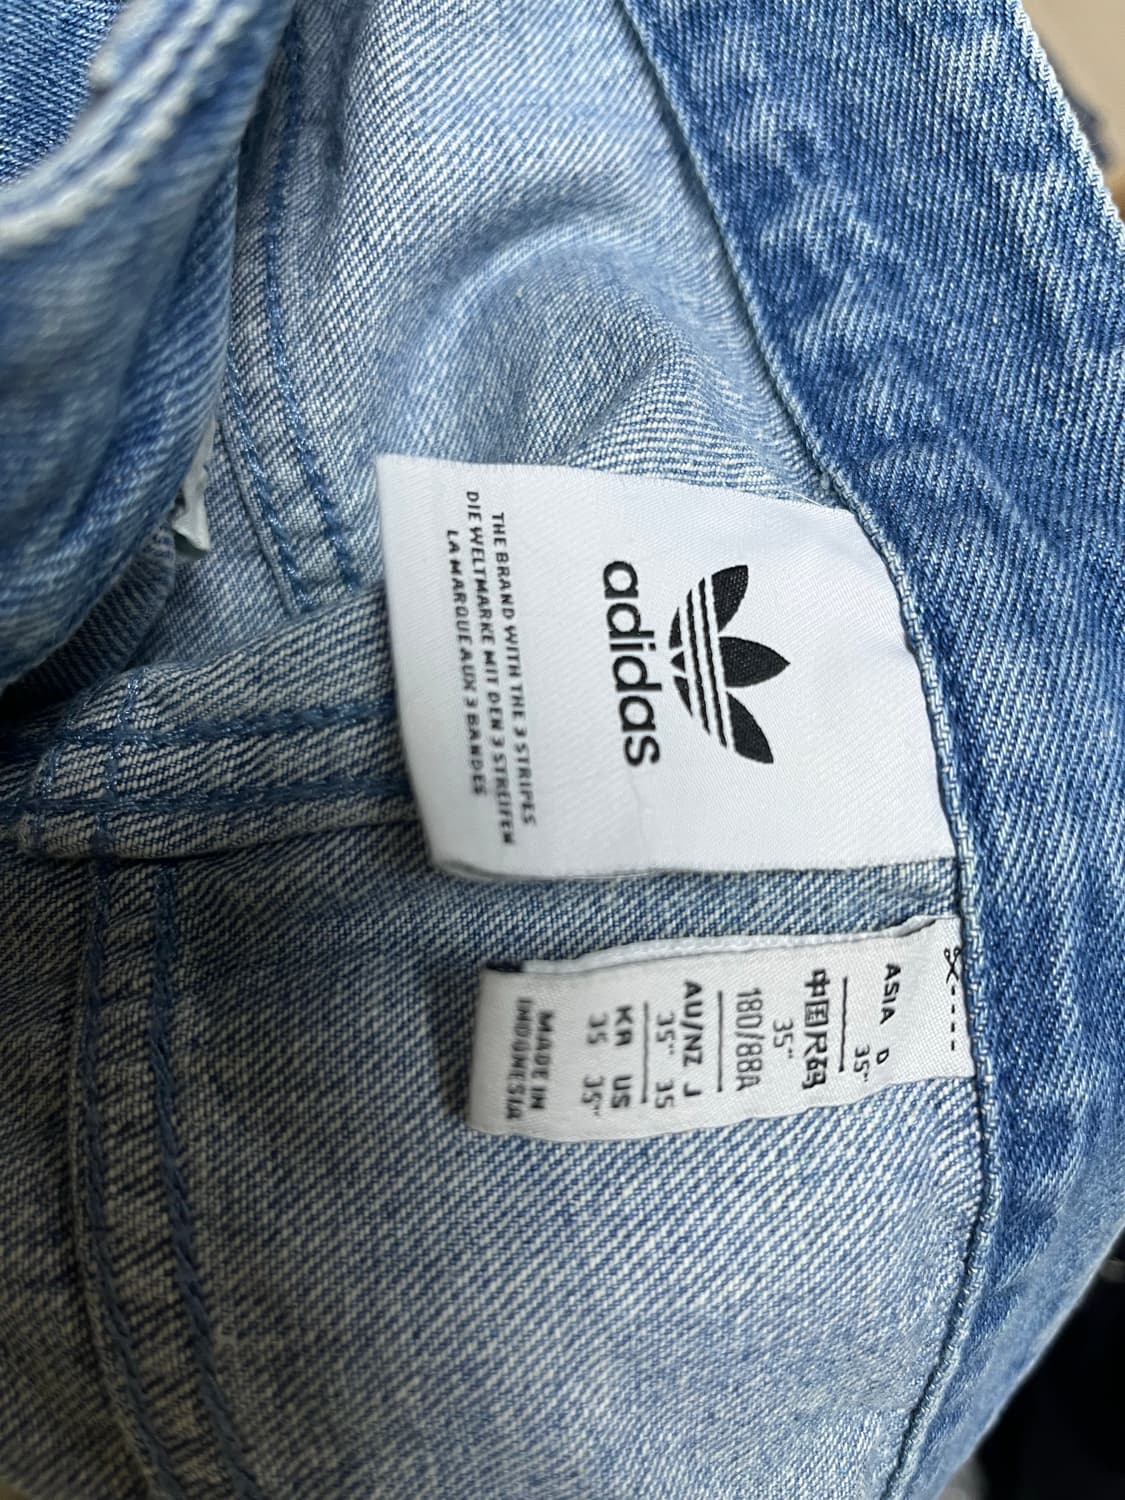 adidas
THE BRAND WITH THE 3 STRIPES
DIE WELTMARKE MIT DEN 3 STREIFEN
LA MARQUE AUX 3 BANDES
ASIA D
35"
中国尺码
35"
180/88A
AU/NZ J
35" 35
KR US
35 35"
MADE IN
INDONESIA